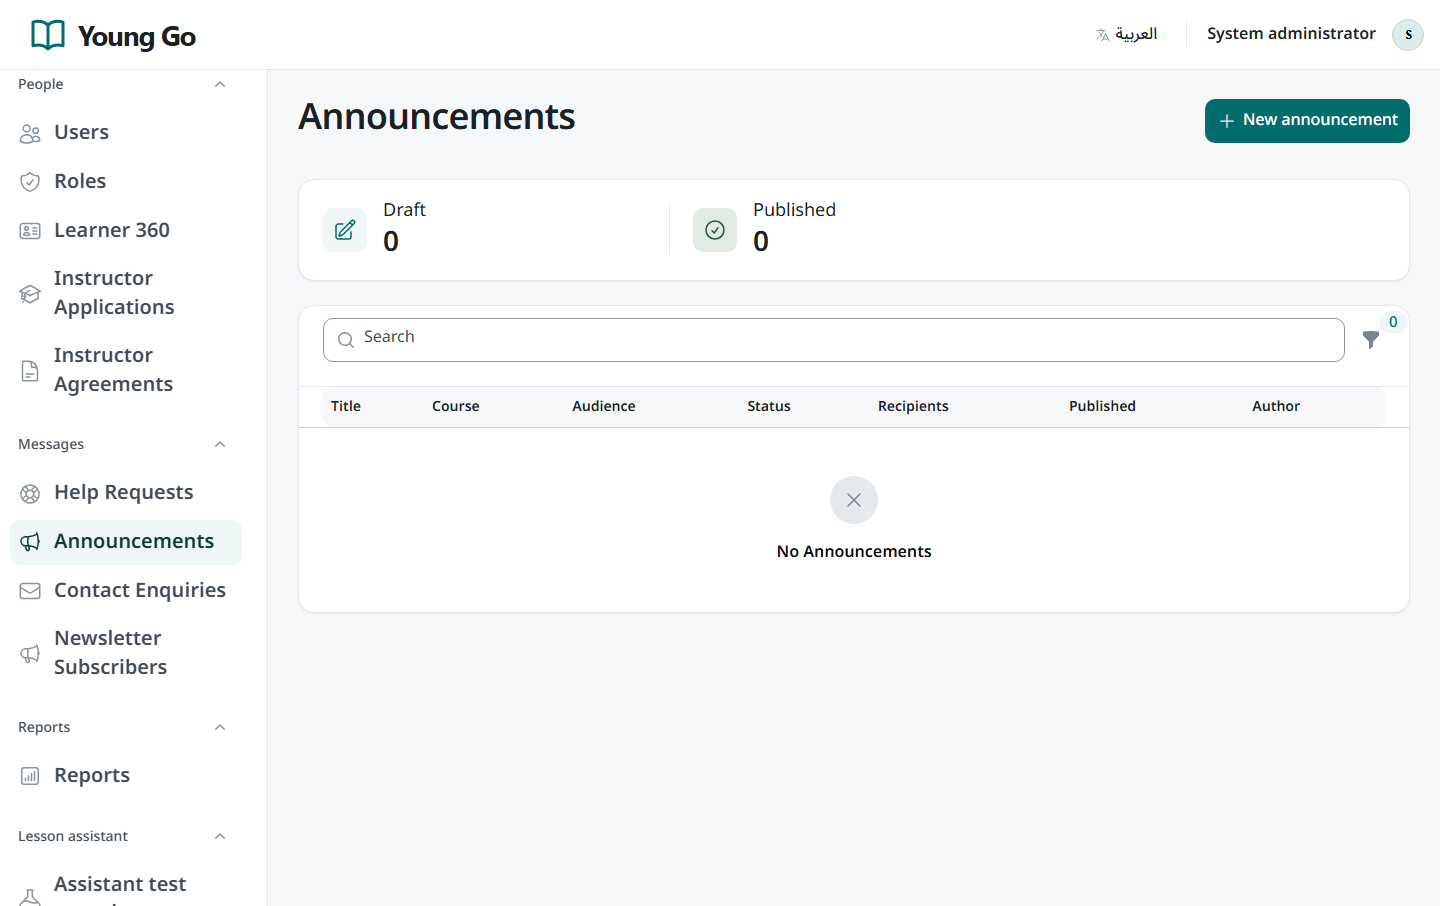 Young Go
العربية
System administrator
S
People
Users
Roles
Learner 360
Instructor
Applications
Instructor
Agreements
Messages
Help Requests
Announcements
Contact Enquiries
Newsletter
Subscribers
Reports
Reports
Lesson assistant
Assistant test
Announcements
New announcement
Draft
0
Published
0
Search
0
Title Course Audience Status Recipients Published Author
No Announcements